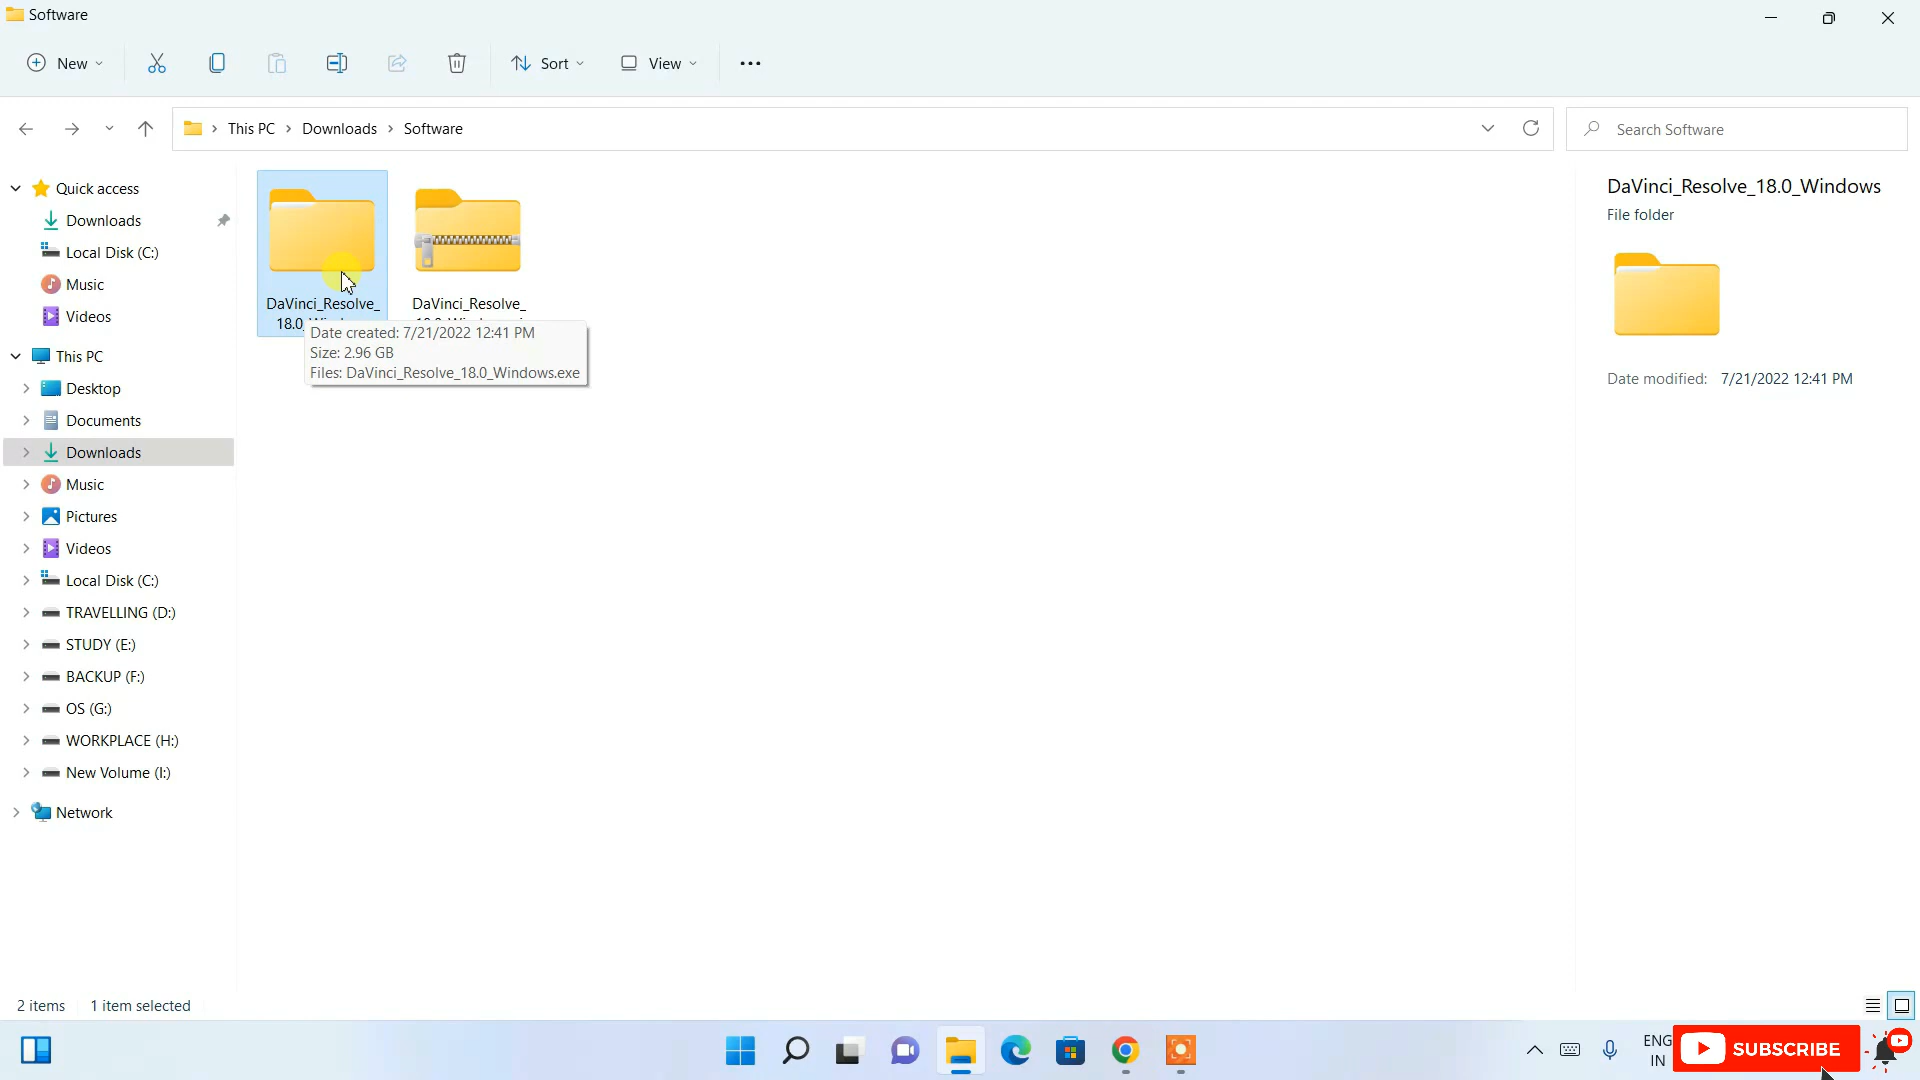 Software
New
Sort
View
This PC
Downloads
Software
Search Software
Quick access
Downloads
Local Disk (C:)
Music
Videos
This PC
Desktop
Documents
Downloads
Music
Pictures
Videos
Local Disk (C:)
TRAVELLING (D:)
STUDY (E:)
BACKUP (F:)
OS (G:)
WORKPLACE (H:)
New Volume (I:)
Network
DaVinci_Resolve_
18.0
DaVinci_Resolve_
Date created: 7/21/2022 12:41 PM
Size: 2.96 GB
Files: DaVinci_Resolve_18.0_Windows.exe
DaVinci_Resolve_18.0_Windows
File folder
Date modified: 7/21/2022 12:41 PM
2 items
1 item selected
ENG
IN
SUBSCRIBE